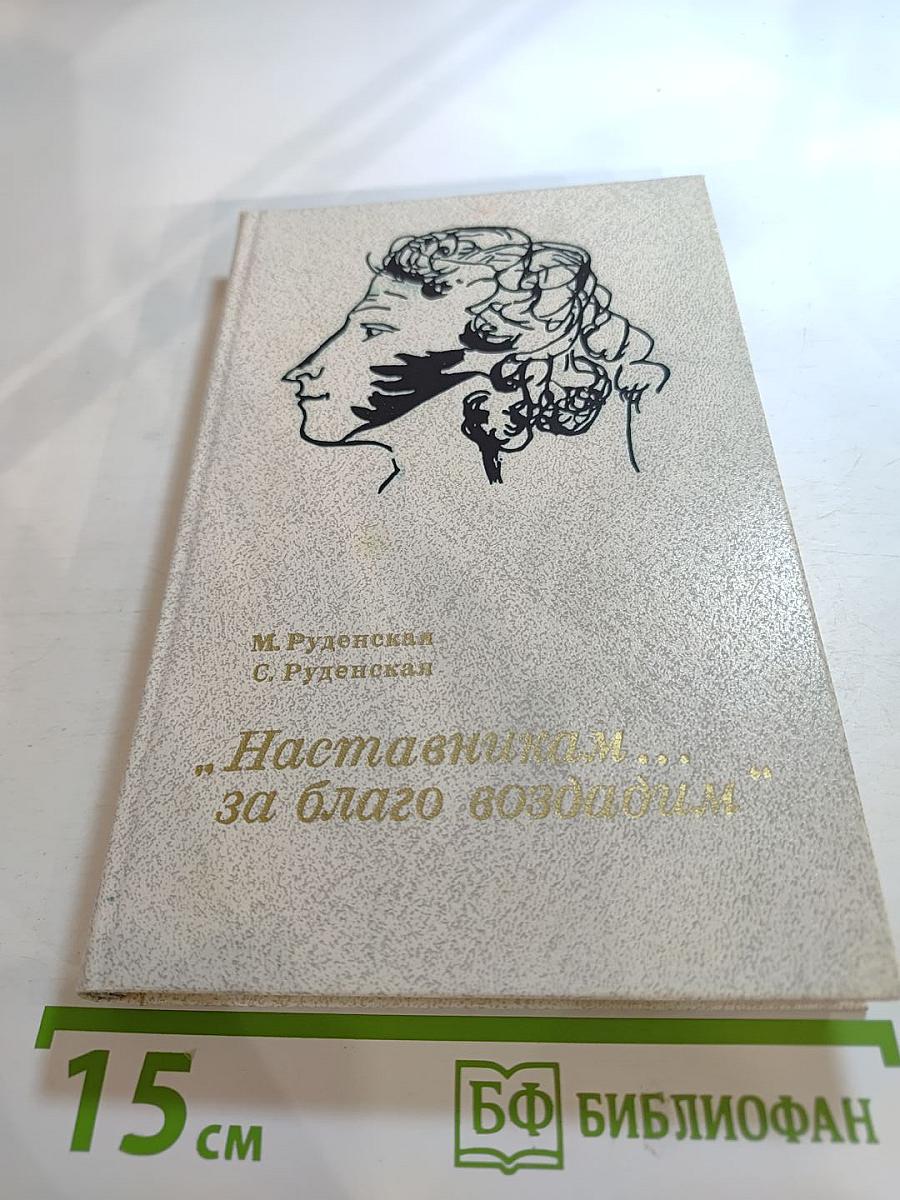 М. Руденская
С. Руденская
„Наставникам...
за благо воздадим“
15 см
БФ БИБЛИОФАН